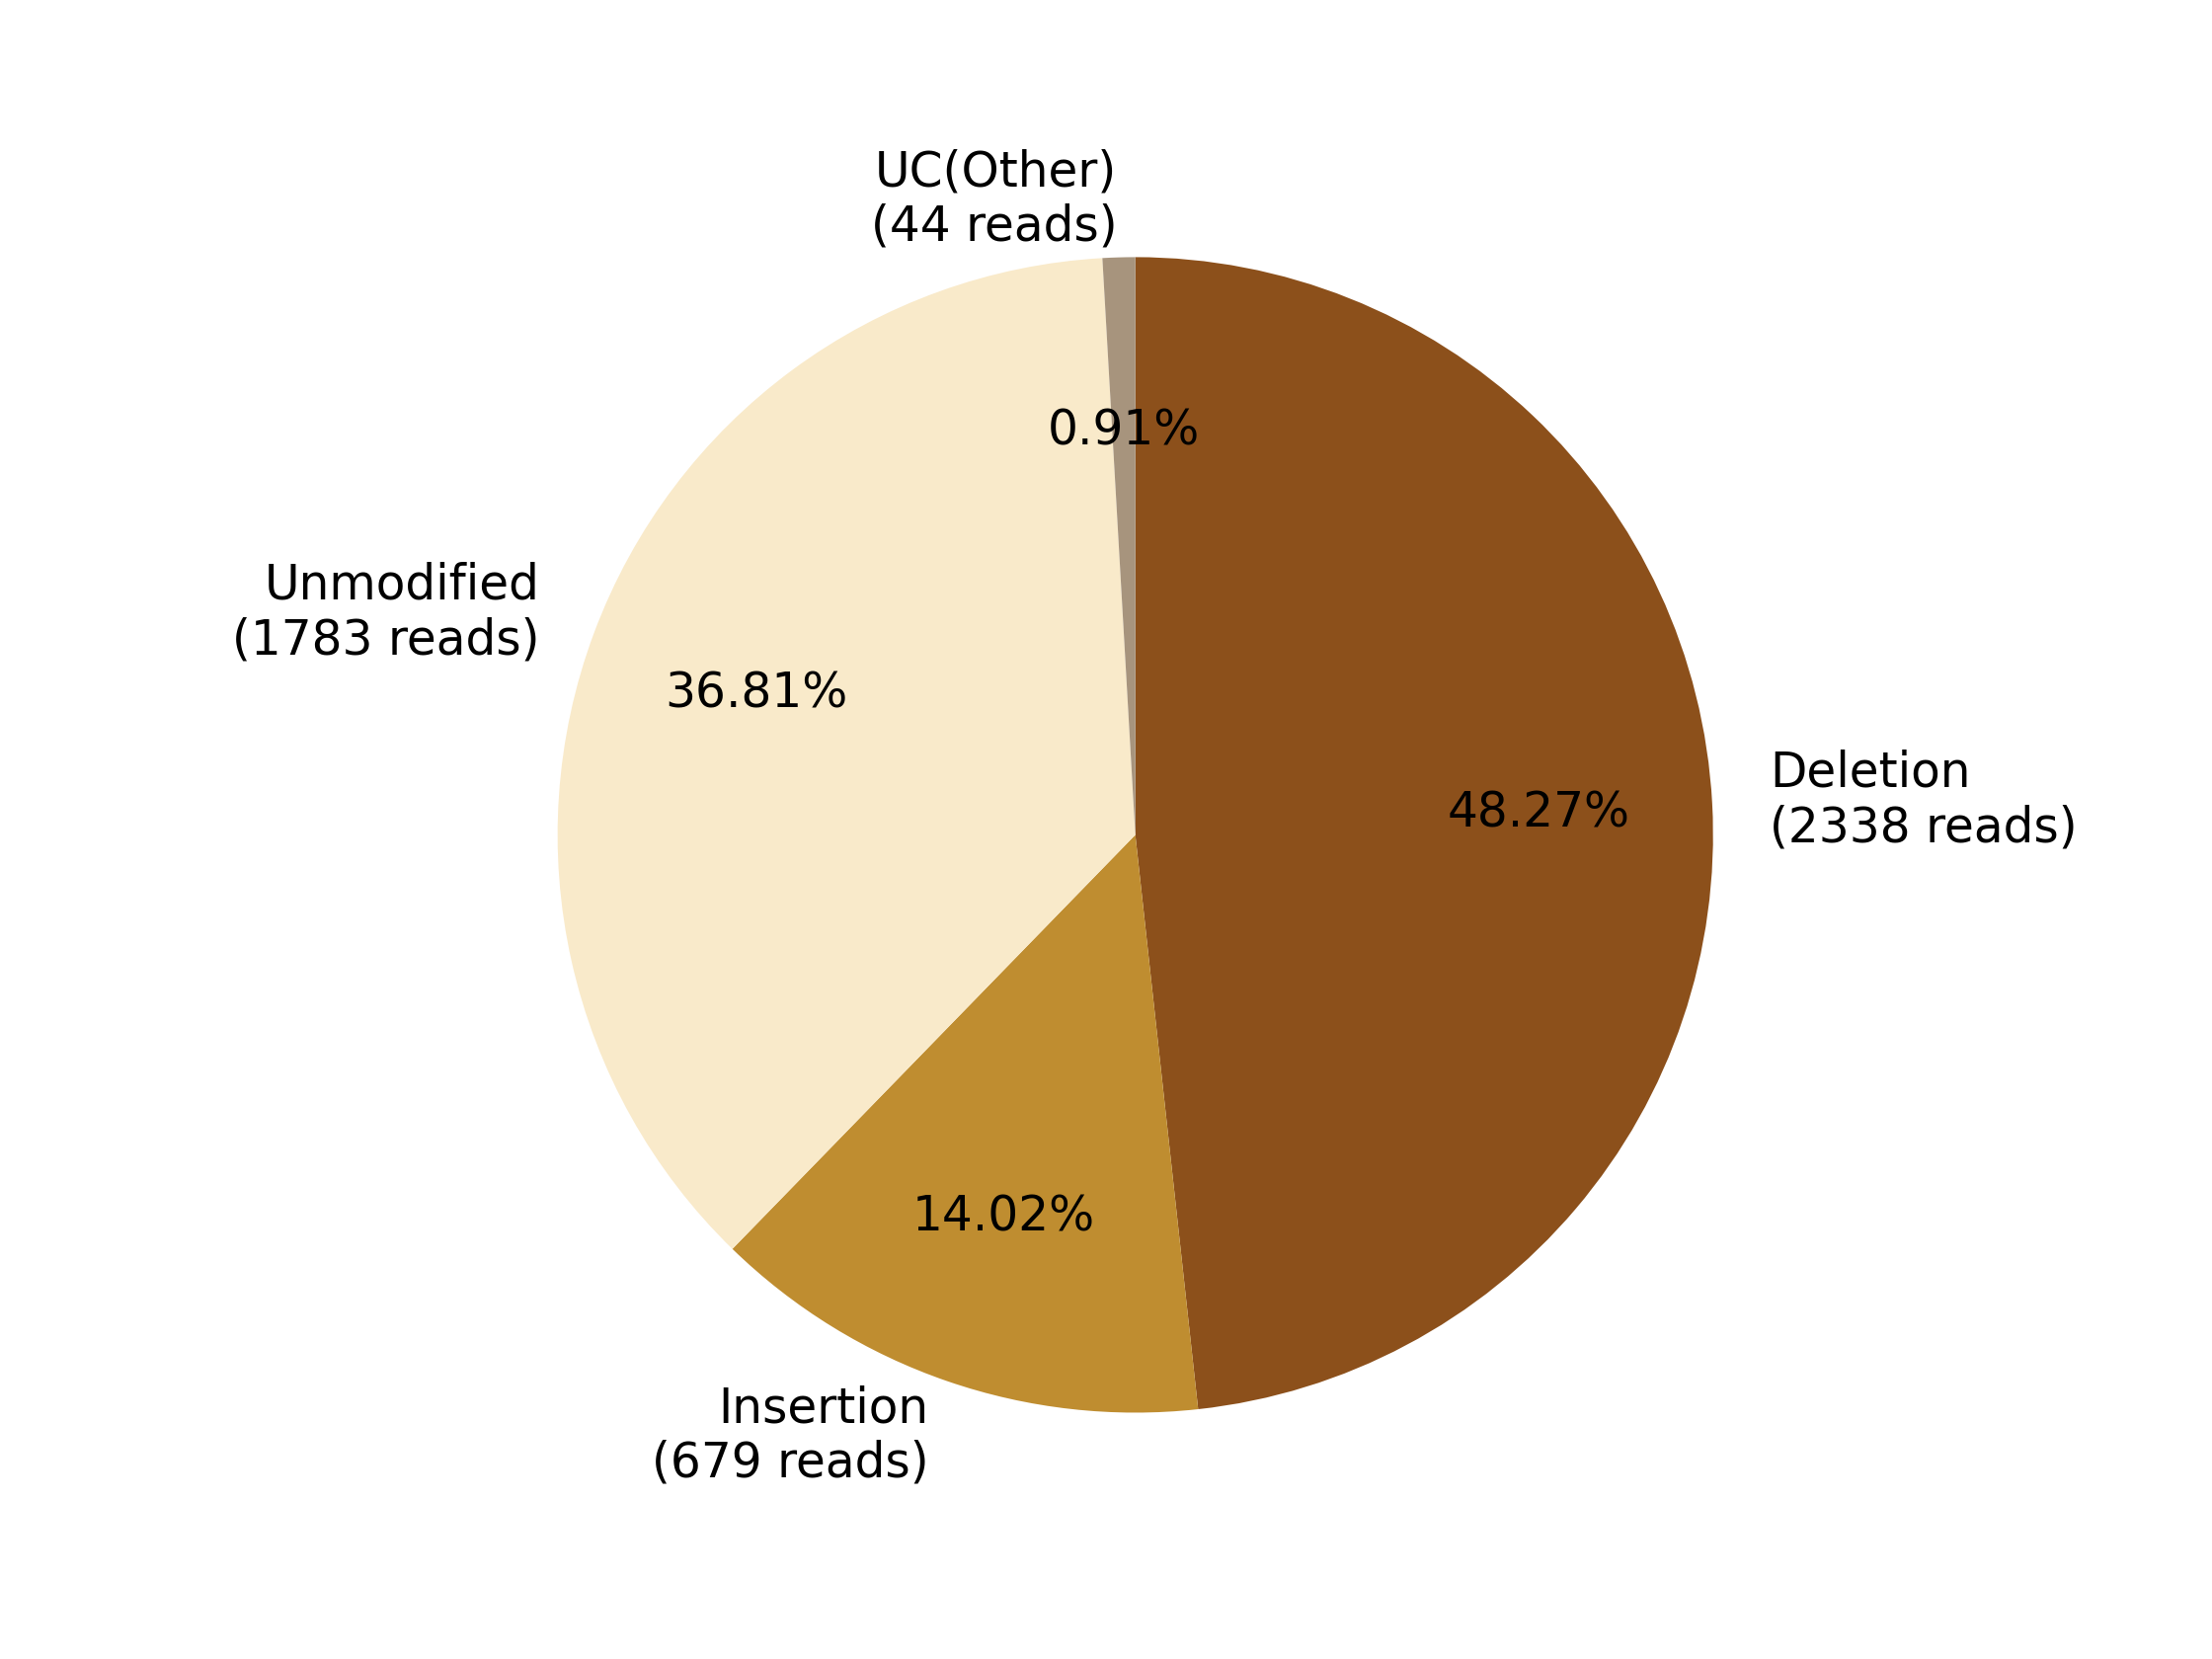 UC(Other)
(44 reads)
0.91%
Unmodified
(1783 reads)
36.81%
Deletion
(2338 reads)
48.27%
14.02%
Insertion
(679 reads)